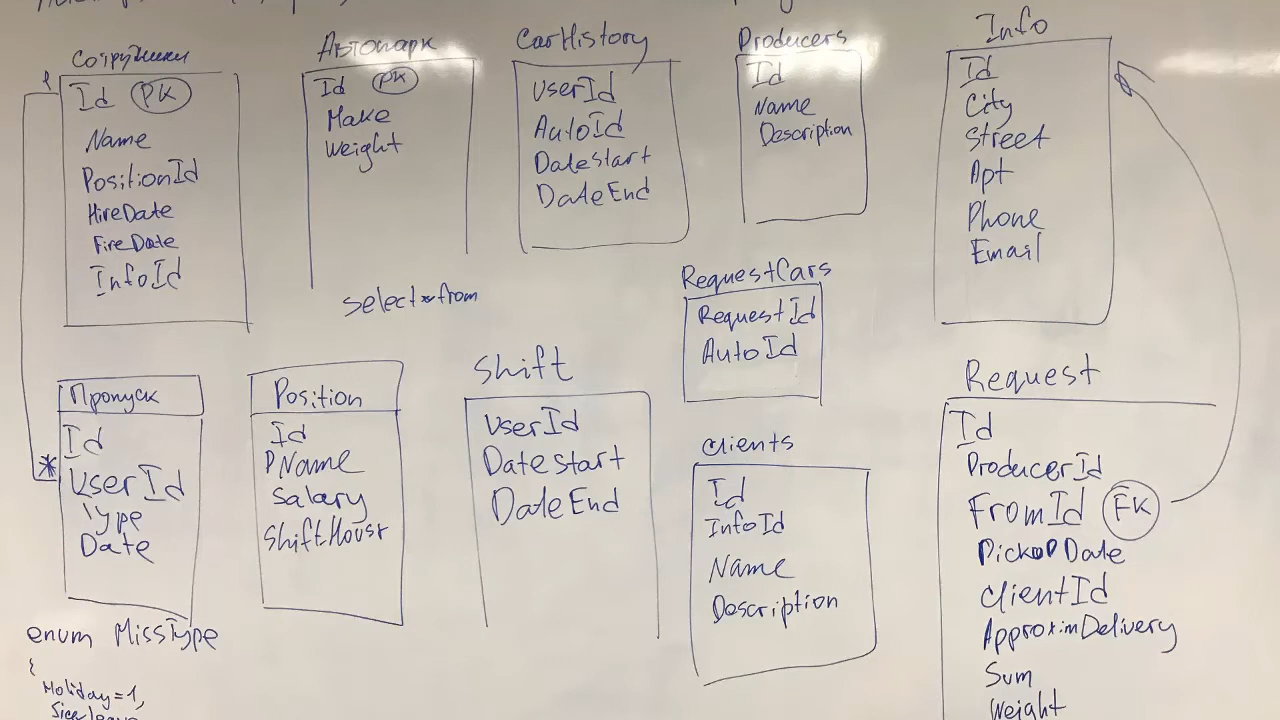 Сотрудники
Id PK
Name
PositionId
HireDate
FireDate
InfoId
Автопарк
Id PK
Make
Weight
CarHistory
UserId
AutoId
DateStart
DateEnd
Producers
Id
Name
Description
Info
Id
City
Street
Apt
Phone
Email
select * from
RequestCars
RequestId
AutoId
1
*
Пропуск
Id
UserId
Type
Date
Position
Id
PName
Salary
ShiftHousr
Shift
UserId
DateStart
DateEnd
Clients
Id
InfoId
Name
Description
Request
Id
ProducerId
FromId FK
PickUPDate
ClientId
ApproximDelivery
Sum
Weight
enum MissType
{
Holiday=1,